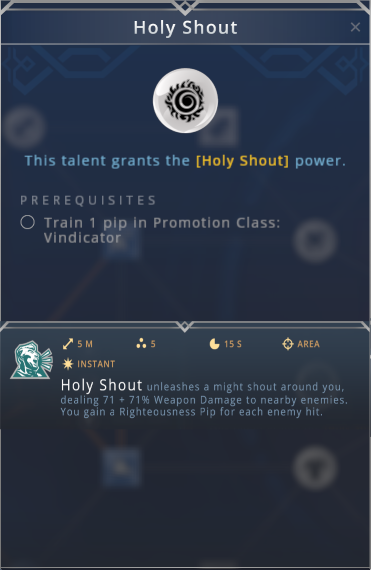 Holy Shout
This talent grants the [Holy Shout] power.
PREREQUISITES
Train 1 pip in Promotion Class:
Vindicator
5 M 5 15 S AREA
INSTANT
Holy Shout unleashes a might shout around you,
dealing 71 + 71% Weapon Damage to nearby enemies.
You gain a Righteousness Pip for each enemy hit.